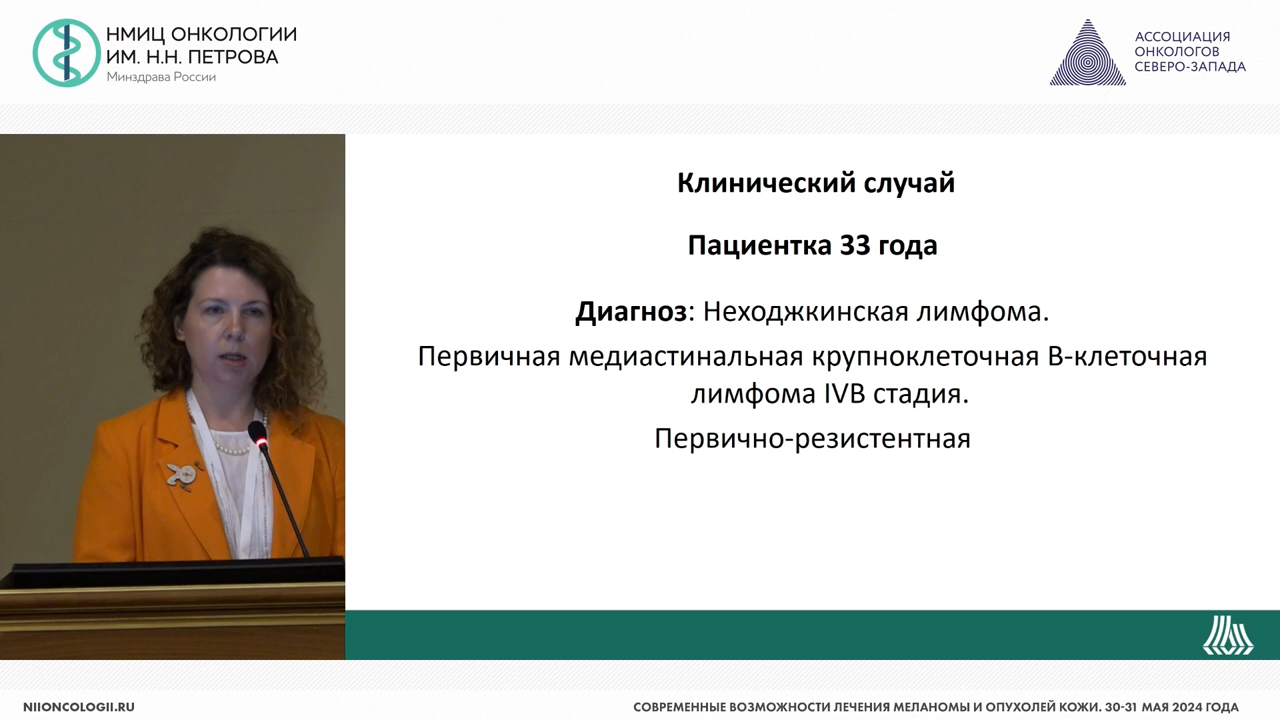 НМИЦ ОНКОЛОГИИ
ИМ. Н.Н. ПЕТРОВА
Минздрава России
АССОЦИАЦИЯ
ОНКОЛОГОВ
СЕВЕРО-ЗАПАДА
Клинический случай
Пациентка 33 года
Диагноз: Неходжкинская лимфома.
Первичная медиастинальная крупноклеточная В-клеточная
лимфома IVB стадия.
Первично-резистентная
NIIONCOLOGII.RU
СОВРЕМЕННЫЕ ВОЗМОЖНОСТИ ЛЕЧЕНИЯ МЕЛАНОМЫ И ОПУХОЛЕЙ КОЖИ. 30-31 МАЯ 2024 ГОДА